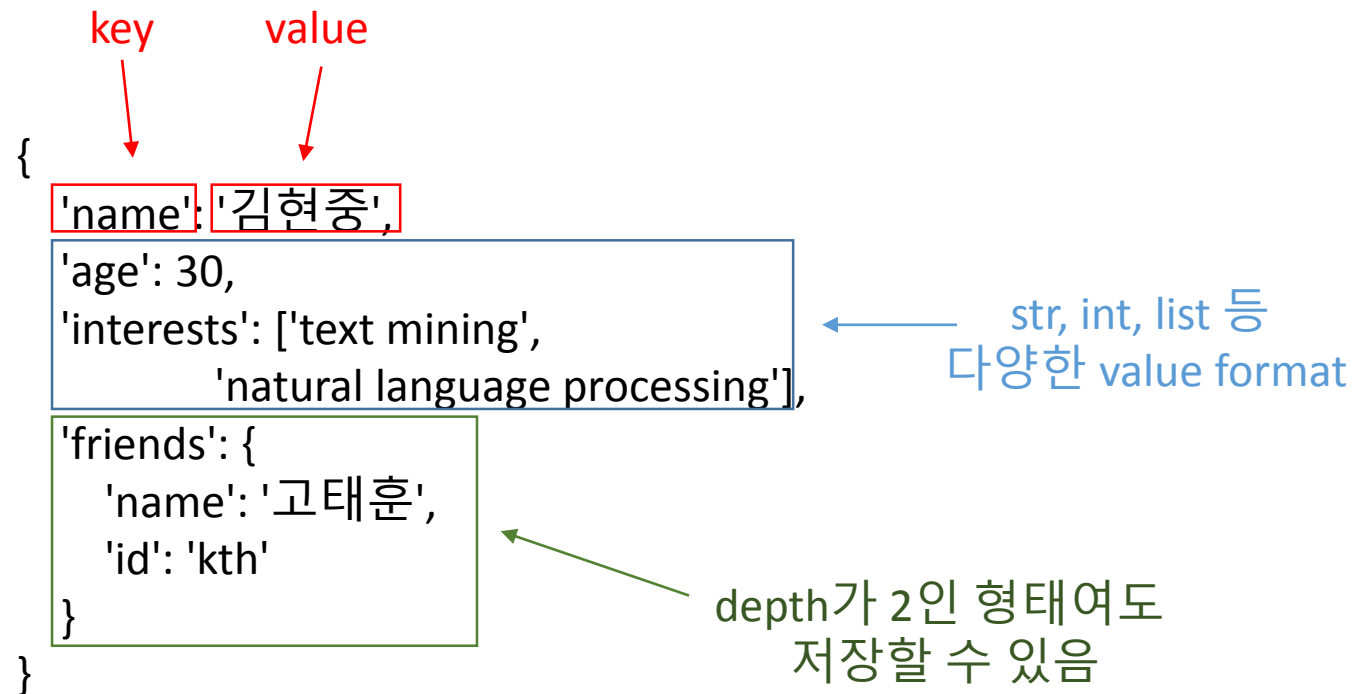 key value
{
'name': '김현중',
'age': 30,
'interests': ['text mining',
'natural language processing'],
'friends': {
'name': '고태훈',
'id': 'kth'
}
}
str, int, list 등
다양한 value format
depth가 2인 형태여도
저장할 수 있음